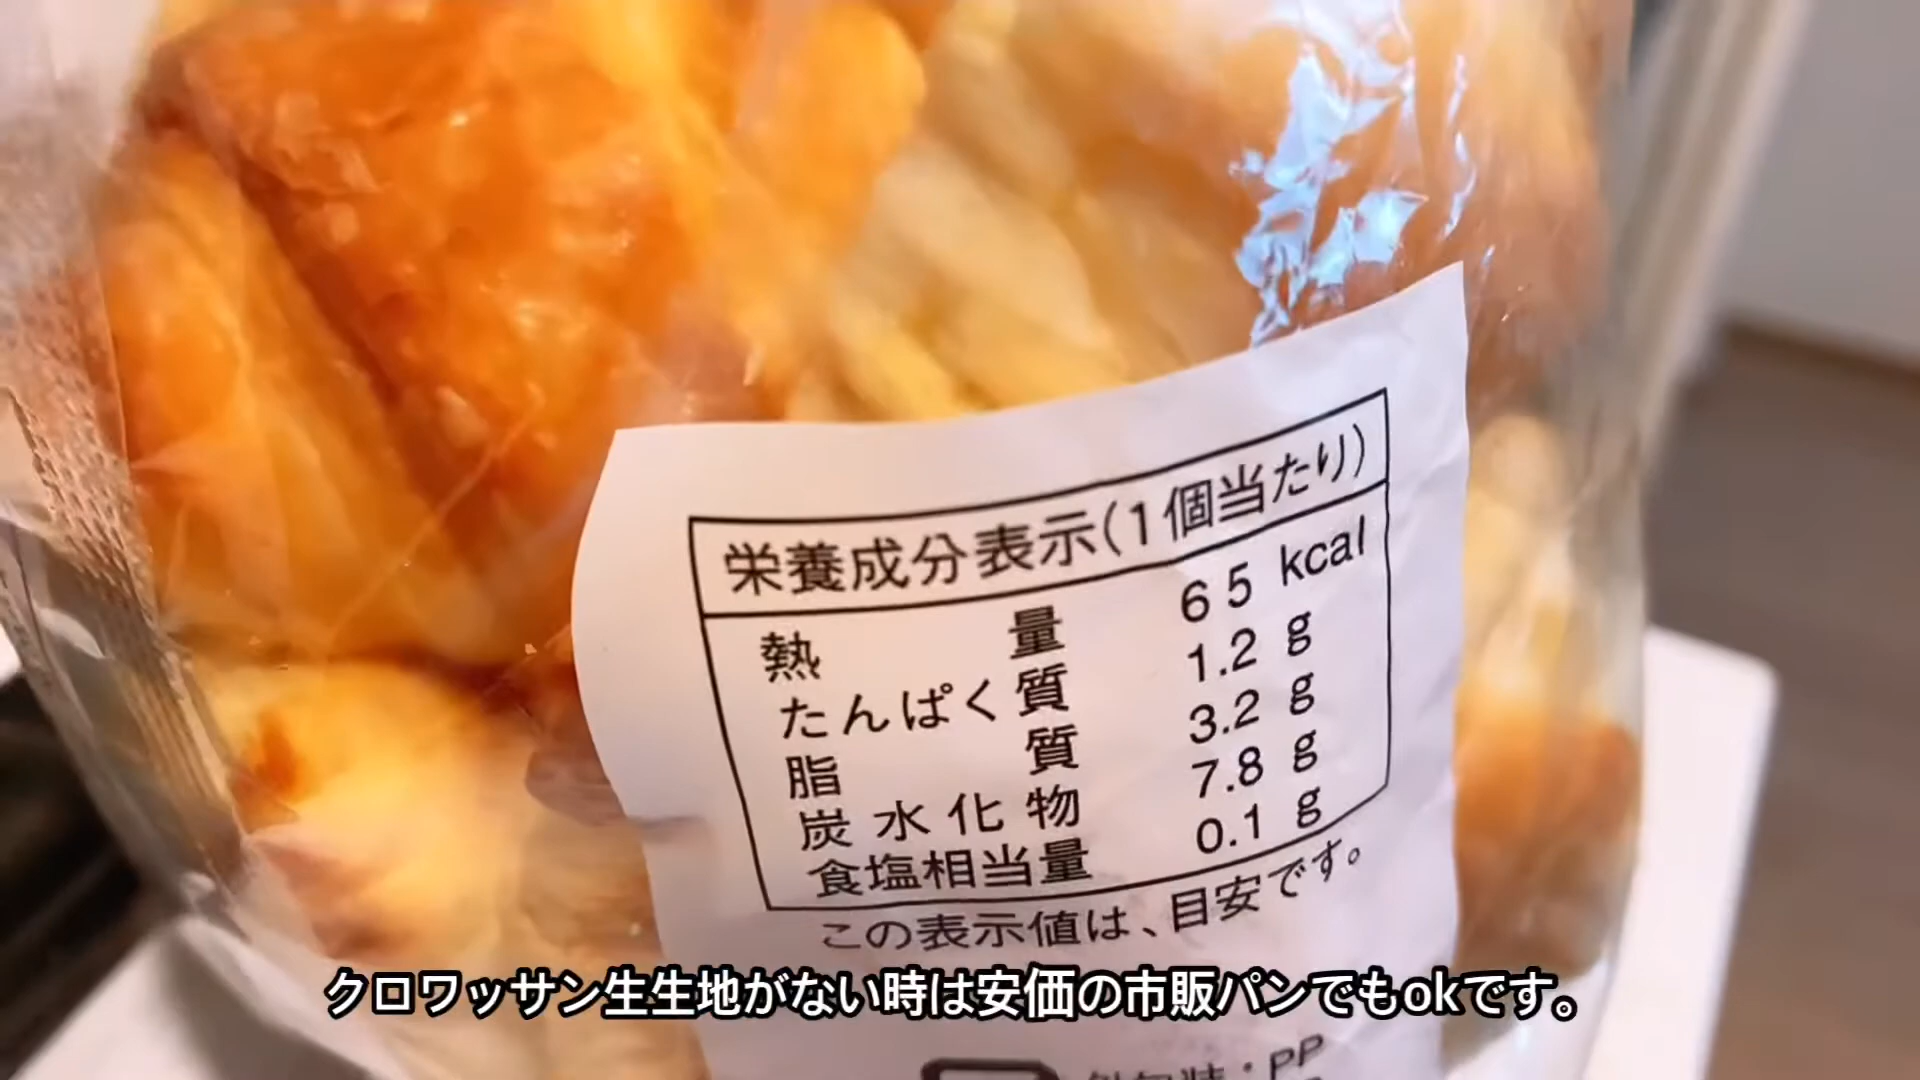 栄養成分表示(1個当たり)
熱量 65 kcal
たんぱく質 1.2 g
脂質 3.2 g
炭水化物 7.8 g
食塩相当量 0.1 g
この表示値は、目安です。
クロワッサン生生地がない時は安価の市販パンでもokです。
外包装:PP